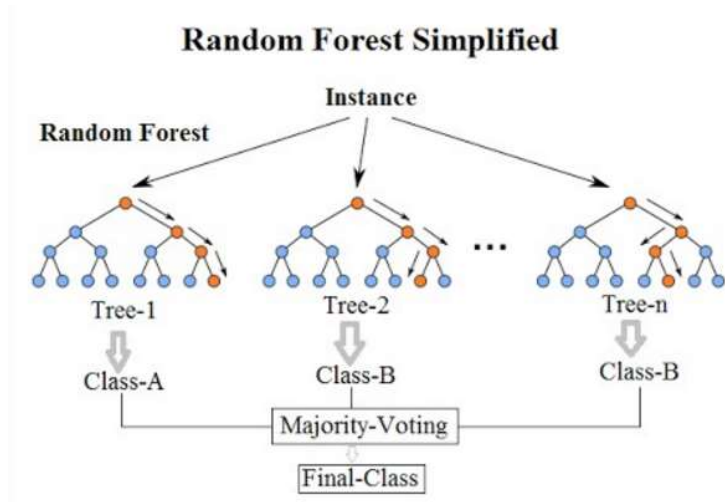 Random Forest Simplified
Instance
Random Forest
...
Tree-1
Tree-2
Tree-n
Class-A
Class-B
Class-B
Majority-Voting
Final-Class